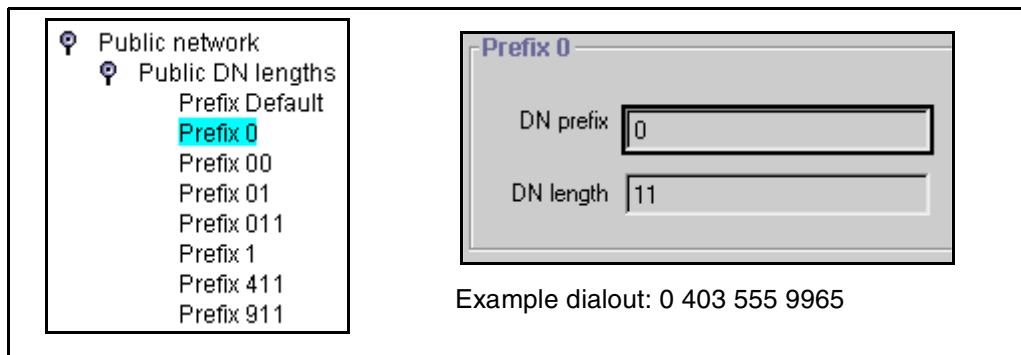 Public network
Public DN lengths
Prefix Default
Prefix 0
Prefix 00
Prefix 01
Prefix 011
Prefix 1
Prefix 411
Prefix 911
Prefix 0
DN prefix 0
DN length 11
Example dialout: 0 403 555 9965